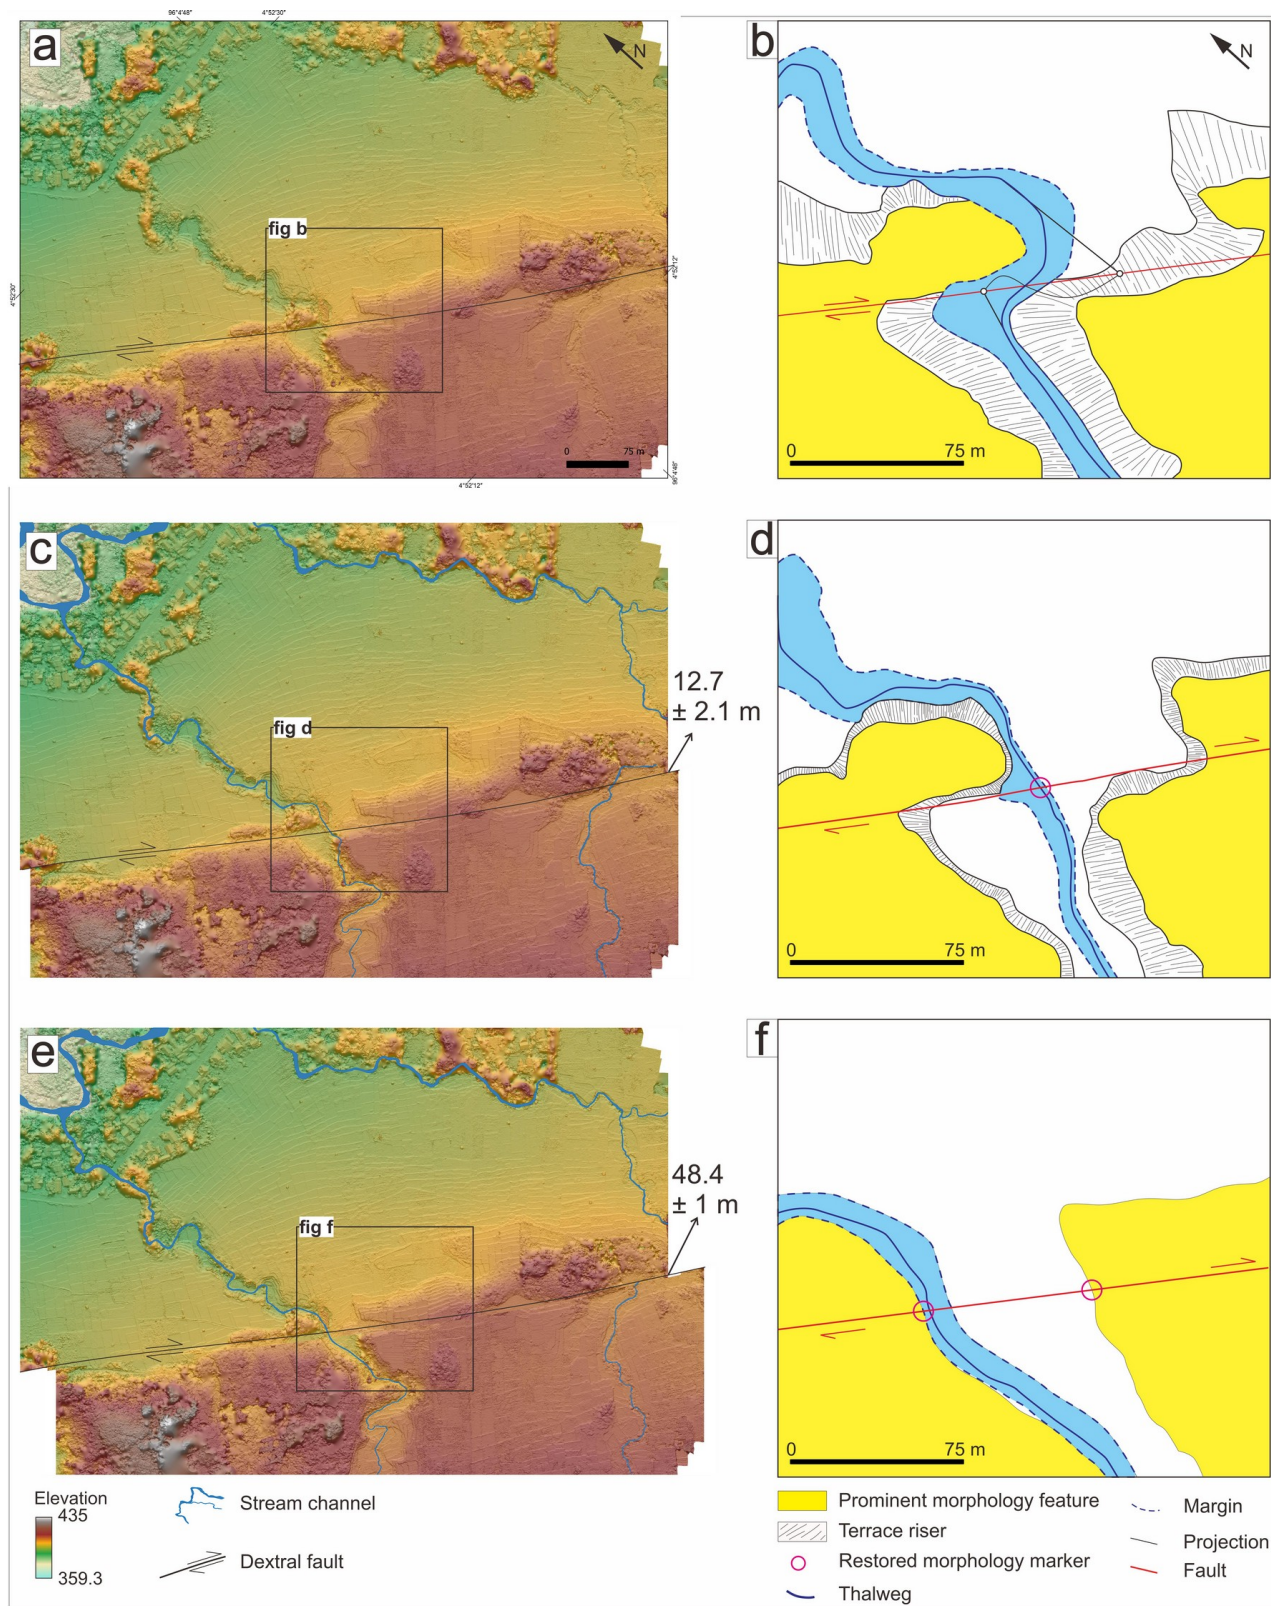 96°4'48"
4°52'30"
a
N
fig b
4°52'12"
4°52'30"
0
75 m
4°52'12"
96°4'48"
b
N
0
75 m
c
fig d
12.7
± 2.1 m
d
0
75 m
e
fig f
48.4
± 1 m
f
0
75 m
Elevation
435
359.3
Stream channel
Dextral fault
Prominent morphology feature
Terrace riser
Restored morphology marker
Thalweg
Margin
Projection
Fault